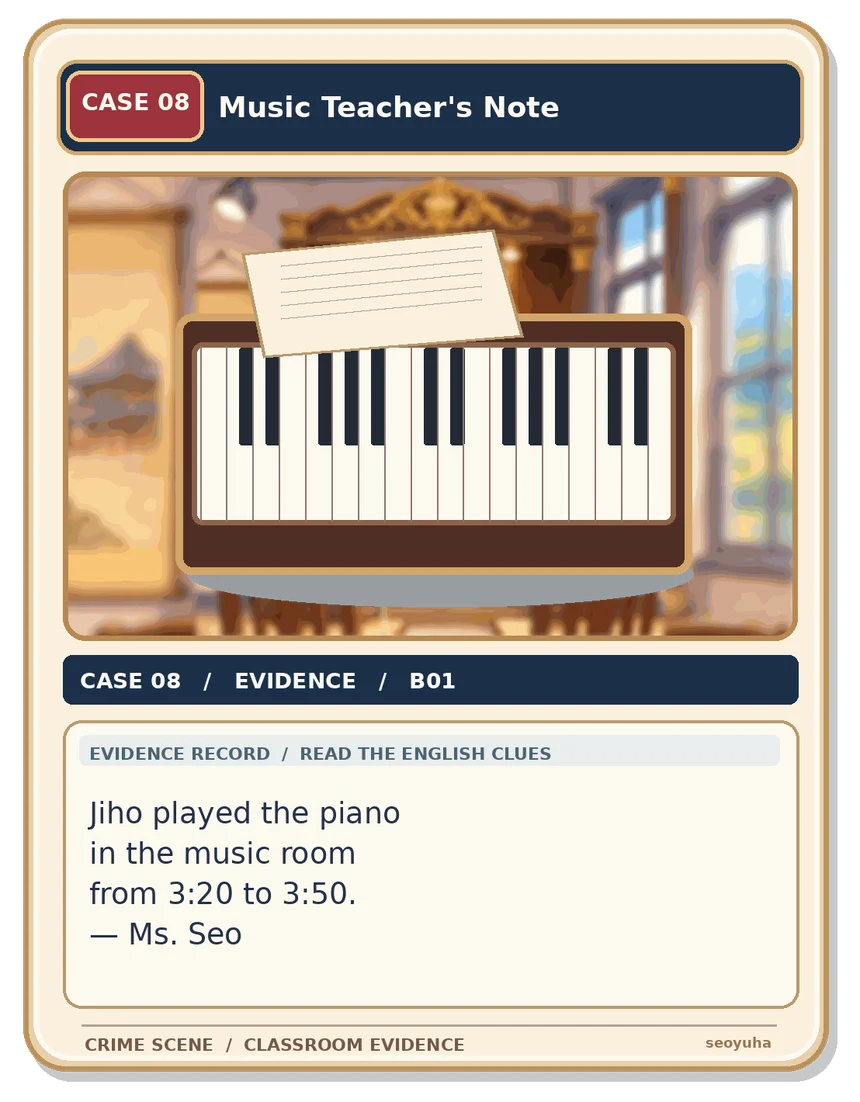 CASE 08
Music Teacher's Note
CASE 08 / EVIDENCE / B01
EVIDENCE RECORD / READ THE ENGLISH CLUES
Jiho played the piano
in the music room
from 3:20 to 3:50.
— Ms. Seo
CRIME SCENE / CLASSROOM EVIDENCE
seoyuha